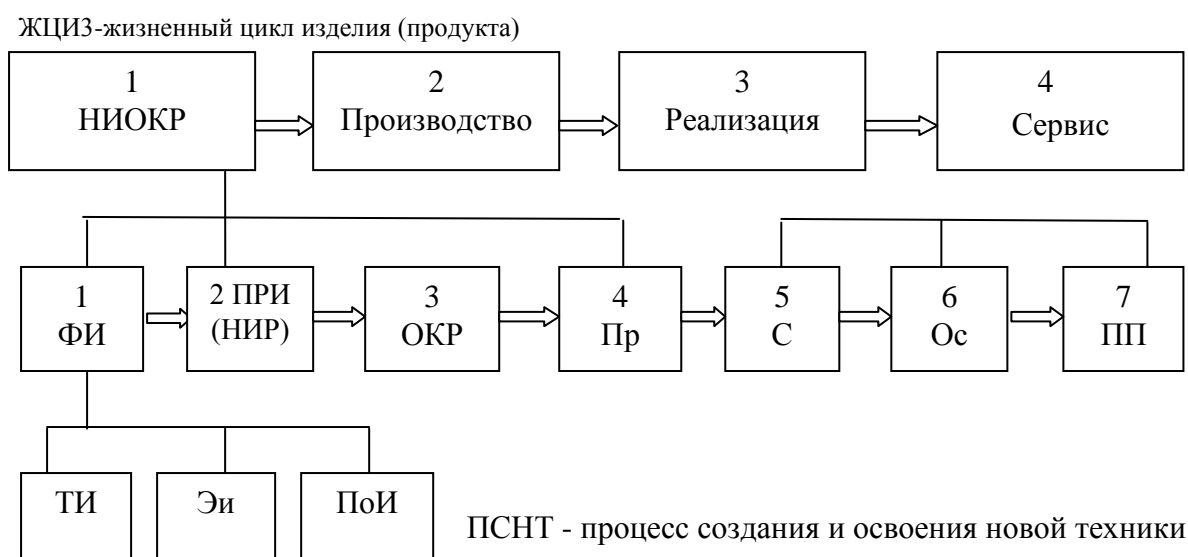 ЖЦИЗ-жизненный цикл изделия (продукта)
1
НИОКР
2
Производство
3
Реализация
4
Сервис
1
ФИ
2 ПРИ
(НИР)
3
ОКР
4
Пр
5
С
6
Ос
7
ПП
ТИ
Эи
ПоИ
ПСНТ - процесс создания и освоения новой техники